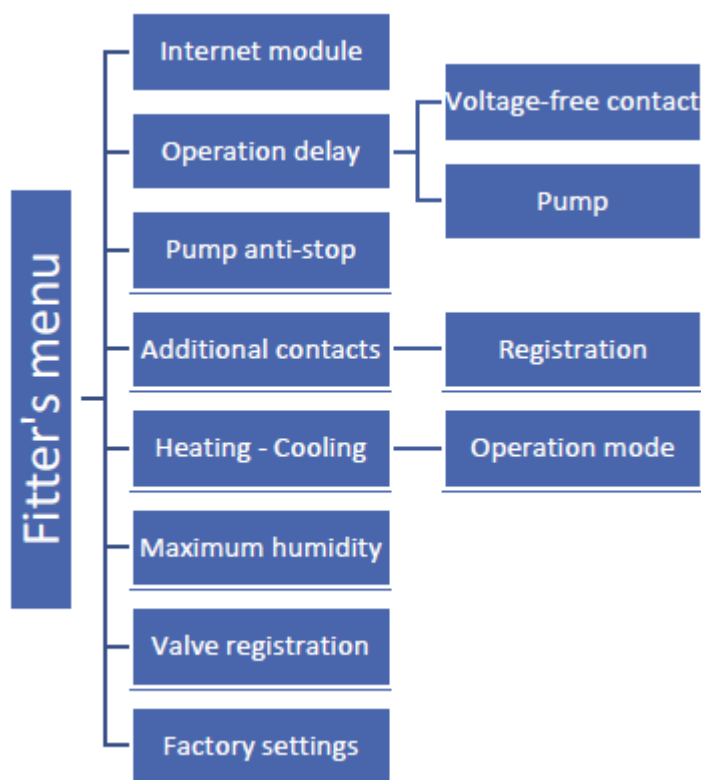 Fitter's menu
Internet module
Operation delay
Voltage-free contact
Pump
Pump anti-stop
Additional contacts
Registration
Heating - Cooling
Operation mode
Maximum humidity
Valve registration
Factory settings